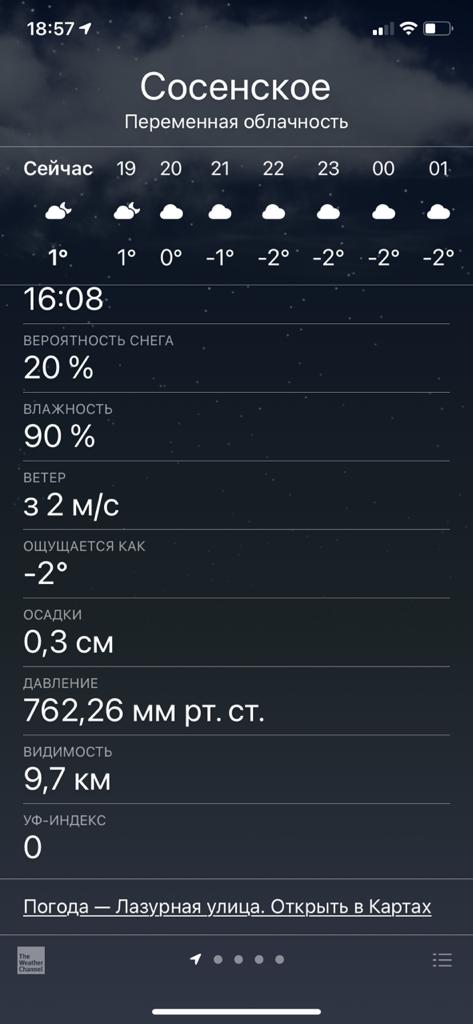 18:57
Сосенское
Переменная облачность
Сейчас 19 20 21 22 23 00 01
1° 1° 0° -1° -2° -2° -2° -2°
16:08
ВЕРОЯТНОСТЬ СНЕГА
20 %
ВЛАЖНОСТЬ
90 %
ВЕТЕР
з 2 м/с
ОЩУЩАЕТСЯ КАК
-2°
ОСАДКИ
0,3 см
ДАВЛЕНИЕ
762,26 мм рт. ст.
ВИДИМОСТЬ
9,7 км
УФ-ИНДЕКС
0
Погода — Лазурная улица. Открыть в Картах
The
Weather
Channel